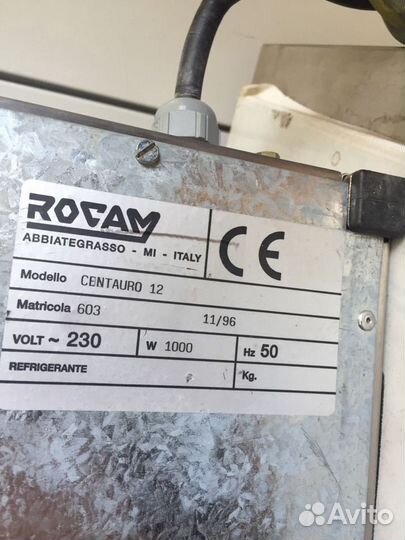 ROCAM
ABBIATEGRASSO - MI - ITALY
CE
Modello CENTAURO 12
Matricola 603 11/96
VOLT ~ 230 W 1000 Hz 50
REFRIGERANTE Kg.
Avito